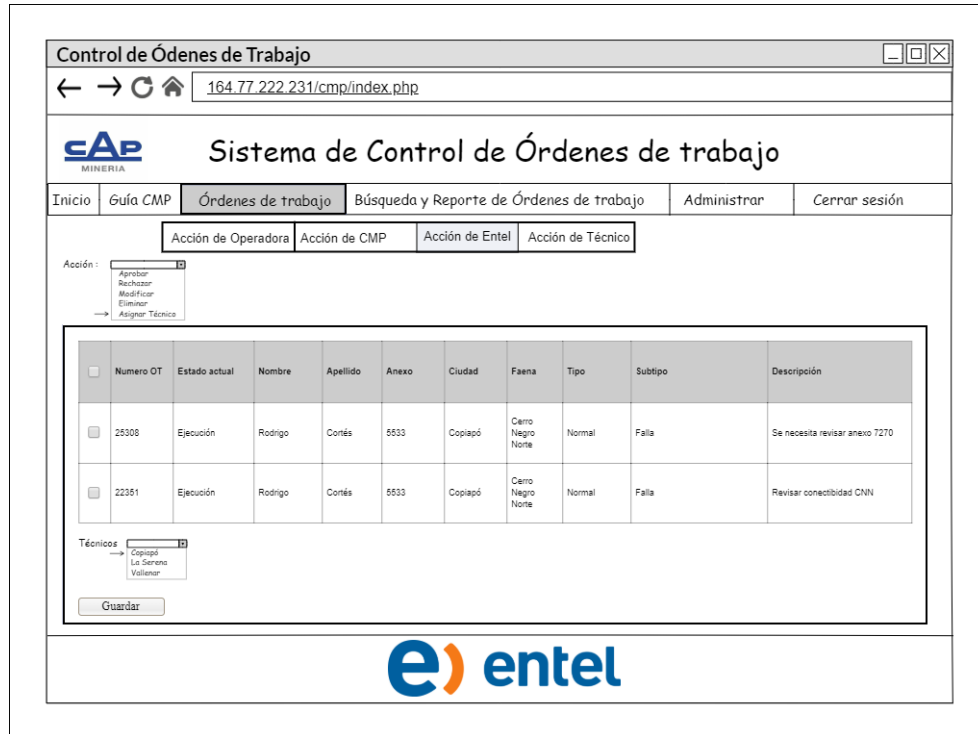 Control de Ódenes de Trabajo
164.77.222.231/cmp/index.php
CAP
MINERIA
Sistema de Control de Órdenes de trabajo
Inicio Guía CMP Órdenes de trabajo Búsqueda y Reporte de Órdenes de trabajo Administrar Cerrar sesión
Acción de Operadora Acción de CMP Acción de Entel Acción de Técnico
Acción :
Aprobar
Rechazar
Modificar
Eliminar
Asignar Técnico
Numero OT Estado actual Nombre Apellido Anexo Ciudad Faena Tipo Subtipo Descripción
25308 Ejecución Rodrigo Cortés 5533 Copiapó Cerro Negro Norte Normal Falla Se necesita revisar anexo 7270
22351 Ejecución Rodrigo Cortés 5533 Copiapó Cerro Negro Norte Normal Falla Revisar conectibidad CNN
Técnicos
Copiapó
La Serena
Vallenar
Guardar
e) entel